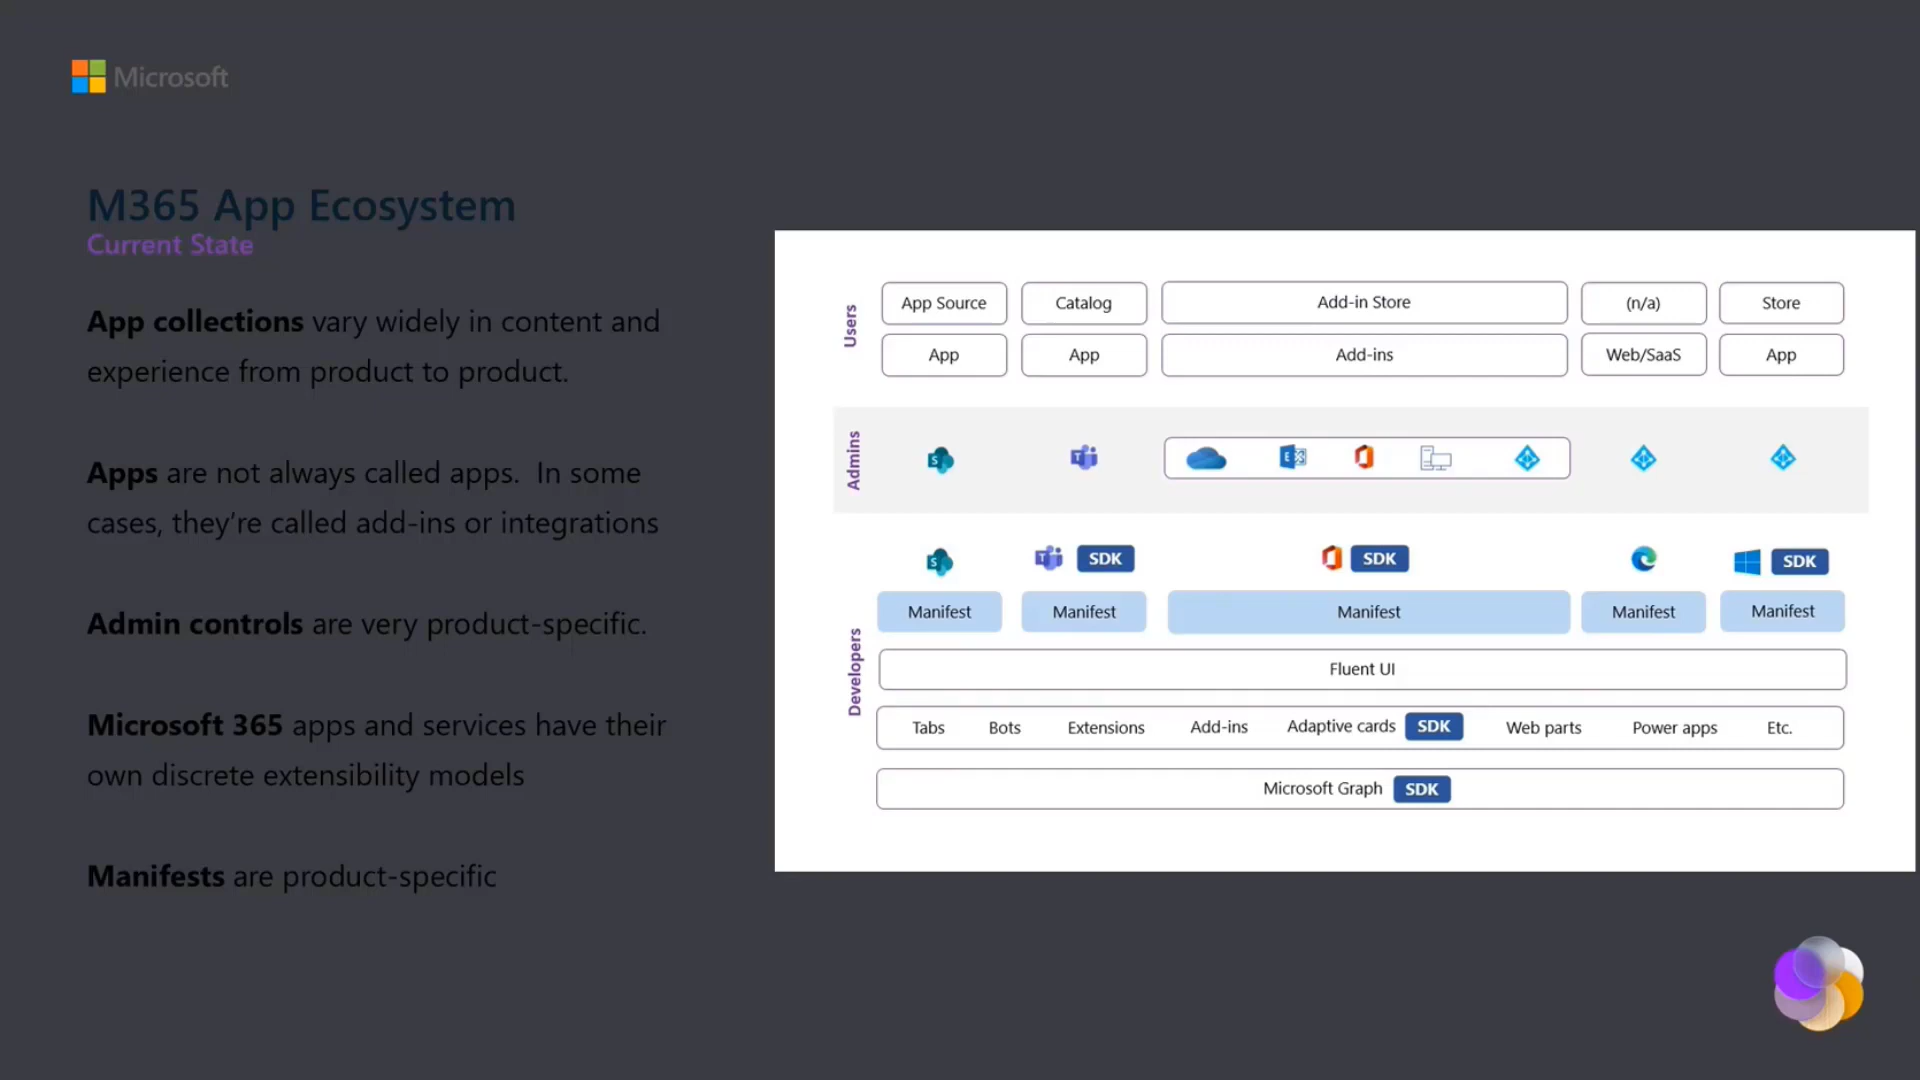 Microsoft
M365 App Ecosystem
Current State
App collections vary widely in content and
experience from product to product.
Apps are not always called apps.  In some
cases, they’re called add-ins or integrations
Admin controls are very product-specific.
Microsoft 365 apps and services have their
own discrete extensibility models
Manifests are product-specific
Users
App Source Catalog Add-in Store (n/a) Store
App App Add-ins Web/SaaS App
Admins
S T E
Developers
S T SDK SDK SDK
Manifest Manifest Manifest Manifest Manifest
Fluent UI
Tabs Bots Extensions Add-ins Adaptive cards SDK Web parts Power apps Etc.
Microsoft Graph SDK